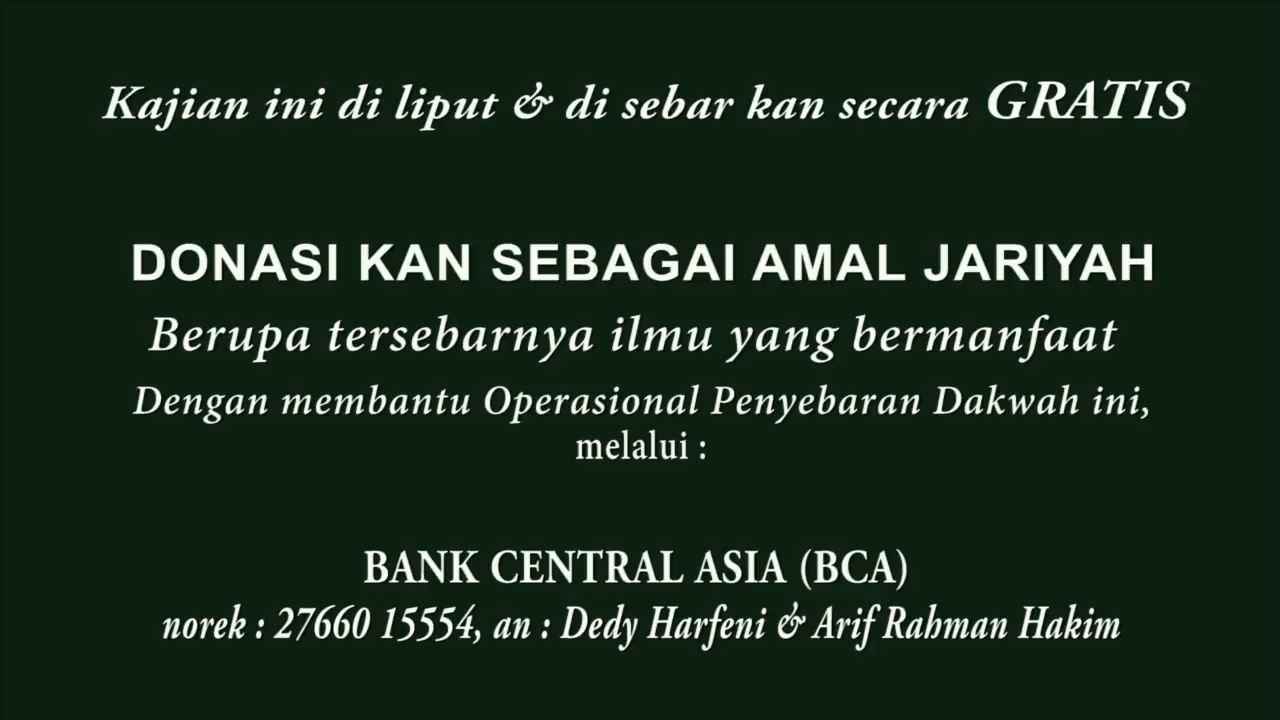 Kajian ini di liput & di sebar kan secara GRATIS
DONASI KAN SEBAGAI AMAL JARIYAH
Berupa tersebarnya ilmu yang bermanfaat
Dengan membantu Operasional Penyebaran Dakwah ini,
melalui :
BANK CENTRAL ASIA (BCA)
norek : 27660 15554, an : Dedy Harfeni & Arif Rahman Hakim